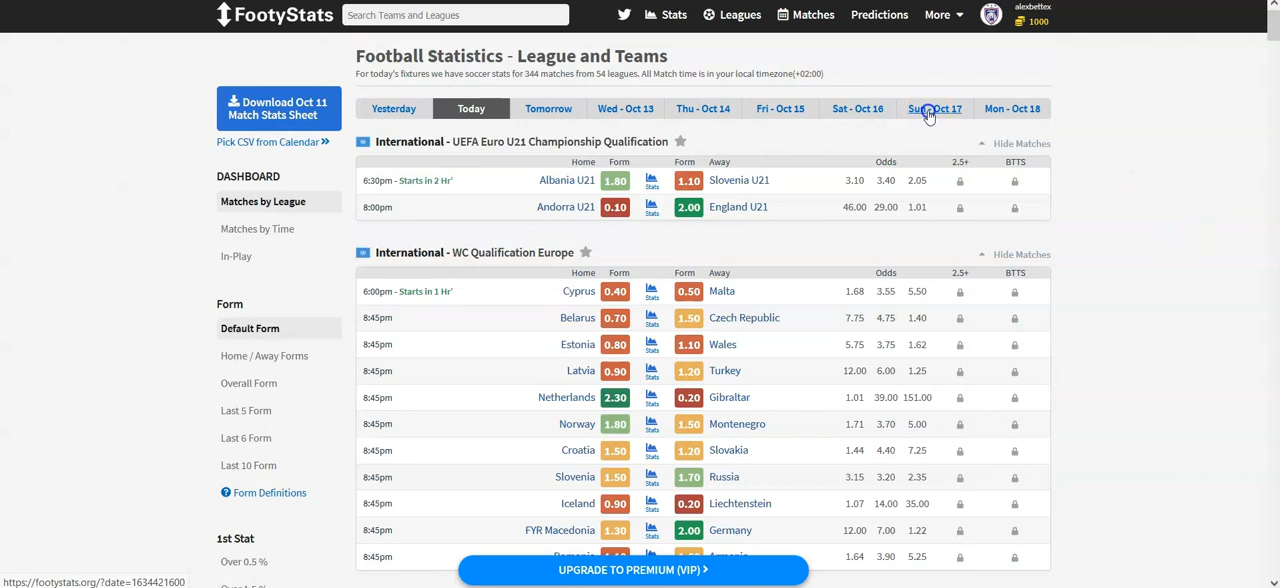 FootyStats
Search Teams and Leagues
Stats
Leagues
Matches
Predictions
More
alexbettex
1000
Football Statistics - League and Teams
For today's fixtures we have soccer stats for 344 matches from 54 leagues. All Match time is in your local timezone(+02:00)
Download Oct 11
Match Stats Sheet
Pick CSV from Calendar
Yesterday Today Tomorrow Wed - Oct 13 Thu - Oct 14 Fri - Oct 15 Sat - Oct 16 Sun - Oct 17 Mon - Oct 18
DASHBOARD
Matches by League
Matches by Time
In-Play
Form
Default Form
Home / Away Forms
Overall Form
Last 5 Form
Last 6 Form
Last 10 Form
Form Definitions
1st Stat
Over 0.5 %
International - UEFA Euro U21 Championship Qualification
Hide Matches
Home Form Form Away Odds 2.5+ BTTS
6:30pm - Starts in 2 Hr' Albania U21 1.80 Stats 1.10 Slovenia U21 3.10 3.40 2.05
8:00pm Andorra U21 0.10 Stats 2.00 England U21 46.00 29.00 1.01
International - WC Qualification Europe
Hide Matches
Home Form Form Away Odds 2.5+ BTTS
6:00pm - Starts in 1 Hr' Cyprus 0.40 Stats 0.50 Malta 1.68 3.55 5.50
8:45pm Belarus 0.70 Stats 1.50 Czech Republic 7.75 4.75 1.40
8:45pm Estonia 0.80 Stats 1.10 Wales 5.75 3.75 1.62
8:45pm Latvia 0.90 Stats 1.20 Turkey 12.00 6.00 1.25
8:45pm Netherlands 2.30 Stats 0.20 Gibraltar 1.01 39.00 151.00
8:45pm Norway 1.80 Stats 1.50 Montenegro 1.71 3.70 5.00
8:45pm Croatia 1.50 Stats 1.20 Slovakia 1.44 4.40 7.25
8:45pm Slovenia 1.50 Stats 1.70 Russia 3.15 3.20 2.35
8:45pm Iceland 0.90 Stats 0.20 Liechtenstein 1.07 14.00 35.00
8:45pm FYR Macedonia 1.30 Stats 2.00 Germany 12.00 7.00 1.22
8:45pm Romania Armenia 1.64 3.90 5.25
UPGRADE TO PREMIUM (VIP)
https://footystats.org/?date=1634421600